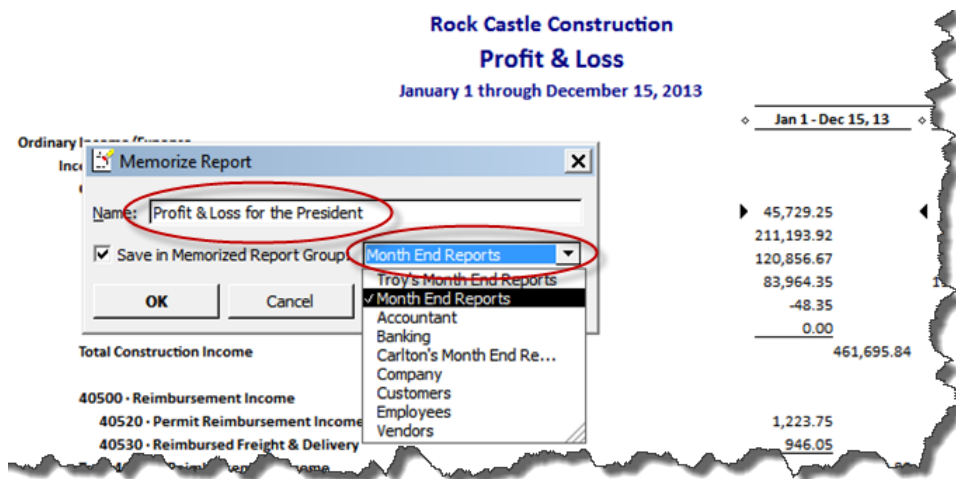 Rock Castle Construction
Profit & Loss
January 1 through December 15, 2013
Jan 1 - Dec 15, 13
Ordinary
Memorize Report
Name: Profit & Loss for the President
45,729.25
211,193.92
Save in Memorized Report Group: Month End Reports
120,856.67
Troy's Month End Reports
83,964.35
OK Cancel
✓ Month End Reports
-48.35
Accountant
Banking
0.00
Carlton's Month End Re...
Total Construction Income
461,695.84
Company
Customers
40500 · Reimbursement Income
Employees
40520 · Permit Reimbursement Income
1,223.75
Vendors
40530 · Reimbursed Freight & Delivery
946.05